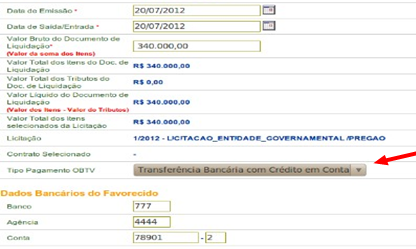 Data de Emissão * 20/07/2012
Data de Saída/Entrada * 20/07/2012
Valor Bruto do Documento de
Liquidação* 340.000,00
(Valor da soma dos Itens)
Valor Total dos Itens do Doc. de
Liquidação R$ 340.000,00
Valor Total dos Tributos do
Doc. de Liquidação R$ 0,00
Valor Líquido do Documento de
Liquidação R$ 340.000,00
(Valor dos Itens - Valor de Tributos)
Valor Total dos itens
selecionados da Licitação R$ 340.000,00
Licitação 1/2012 - LICITACAO_ENTIDADE_GOVERNAMENTAL /PREGAO
Contrato Selecionado -
Tipo Pagamento OBTV Transferência Bancária com Crédito em Conta
Dados Bancários do Favorecido
Banco 777
Agência 4444
Conta 78901 - 2